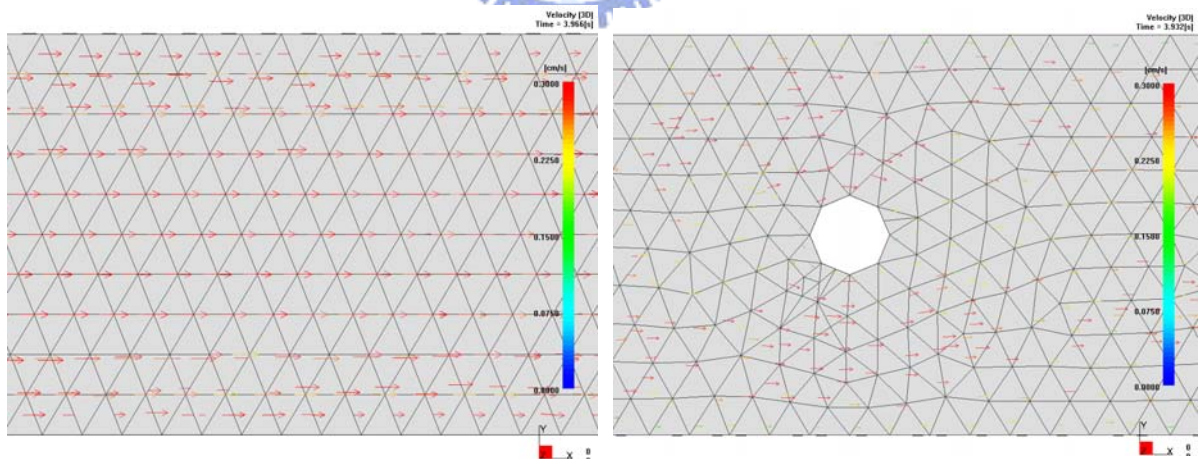 Velocity [3D]
Time = 3.966[s]
[cm/s]
0.3000
0.2250
0.1500
0.0750
0.0000
Y
X
Velocity [3D]
Time = 3.932[s]
[cm/s]
0.3000
0.2250
0.1500
0.0750
0.0000
Y
X